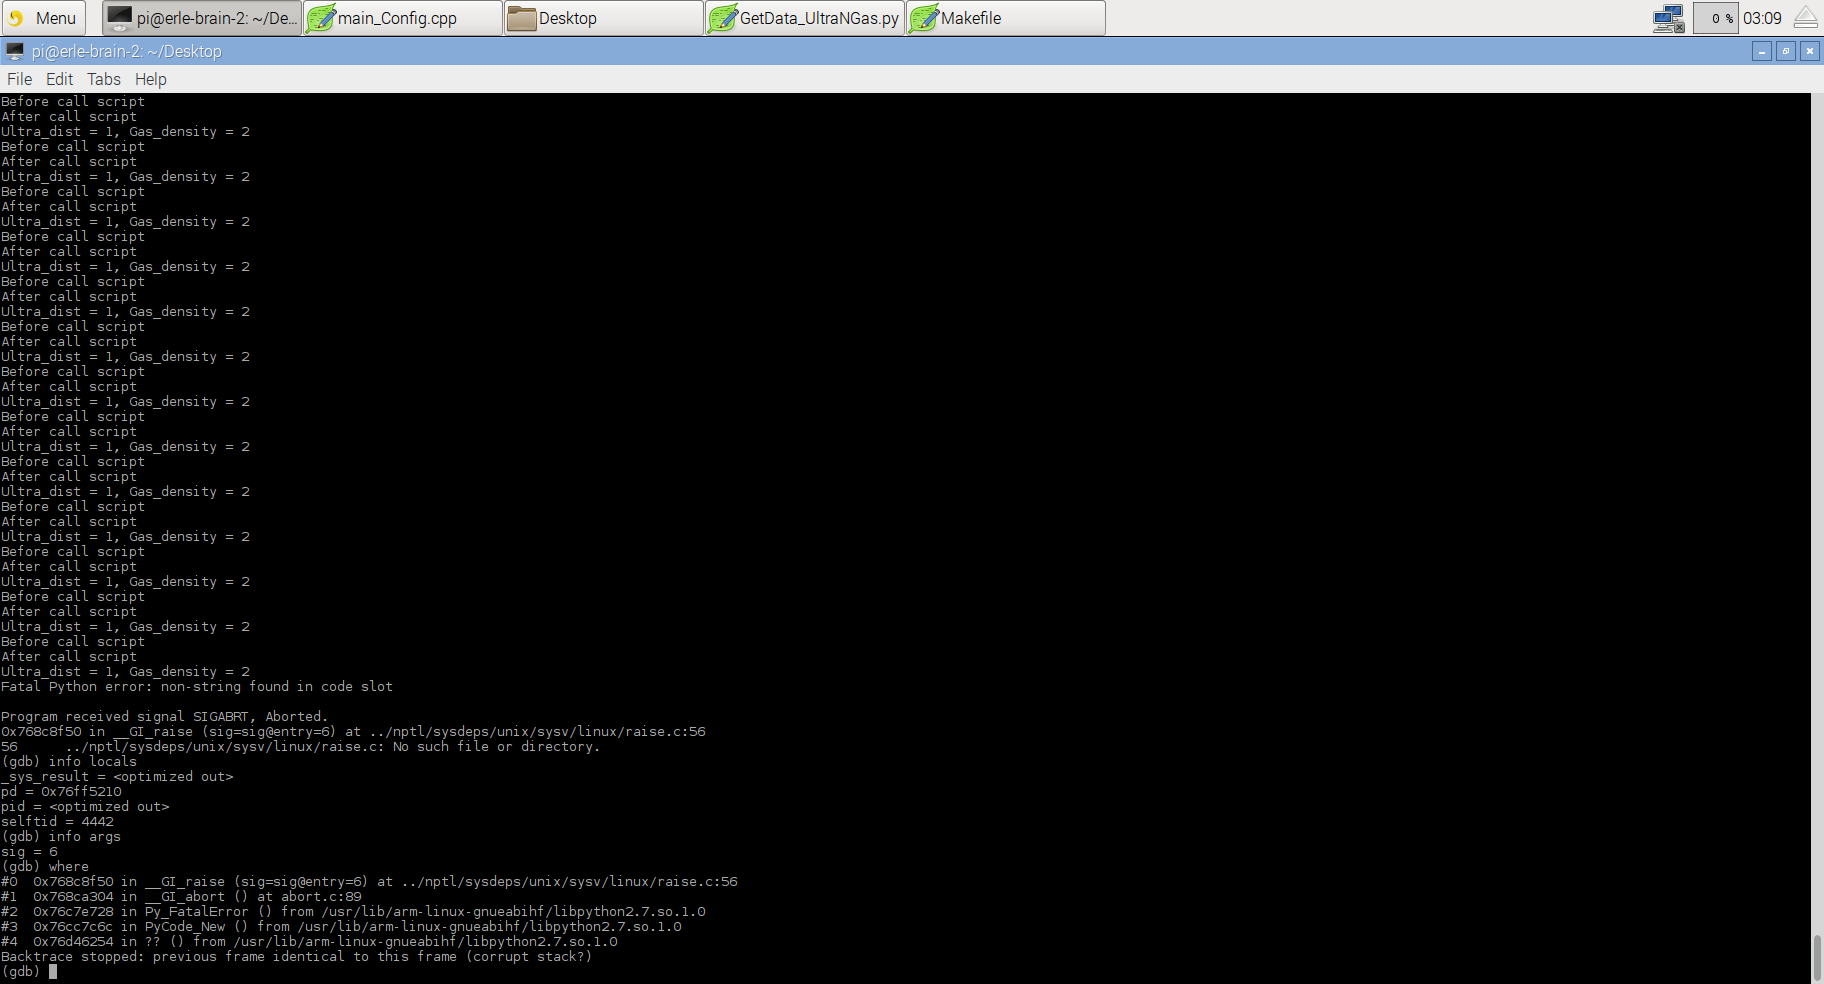 Menu
pi@erle-brain-2: ~/De...
main_Config.cpp
Desktop
GetData_UltraNGas.py
Makefile
0 %
03:09
pi@erle-brain-2: ~/Desktop
File Edit Tabs Help
Before call script
After call script
Ultra_dist = 1, Gas_density = 2
Before call script
After call script
Ultra_dist = 1, Gas_density = 2
Before call script
After call script
Ultra_dist = 1, Gas_density = 2
Before call script
After call script
Ultra_dist = 1, Gas_density = 2
Before call script
After call script
Ultra_dist = 1, Gas_density = 2
Before call script
After call script
Ultra_dist = 1, Gas_density = 2
Before call script
After call script
Ultra_dist = 1, Gas_density = 2
Before call script
After call script
Ultra_dist = 1, Gas_density = 2
Before call script
After call script
Ultra_dist = 1, Gas_density = 2
Before call script
After call script
Ultra_dist = 1, Gas_density = 2
Before call script
After call script
Ultra_dist = 1, Gas_density = 2
Before call script
After call script
Ultra_dist = 1, Gas_density = 2
Before call script
After call script
Ultra_dist = 1, Gas_density = 2
Fatal Python error: non-string found in code slot
Program received signal SIGABRT, Aborted.
0x768c8f50 in __GI_raise (sig=sig@entry=6) at ../nptl/sysdeps/unix/sysv/linux/raise.c:56
56      ../nptl/sysdeps/unix/sysv/linux/raise.c: No such file or directory.
(gdb) info locals
_sys_result = <optimized out>
pd = 0x76ff5210
pid = <optimized out>
selftid = 4442
(gdb) info args
sig = 6
(gdb) where
#0  0x768c8f50 in __GI_raise (sig=sig@entry=6) at ../nptl/sysdeps/unix/sysv/linux/raise.c:56
#1  0x768ca304 in __GI_abort () at abort.c:89
#2  0x76c7e728 in Py_FatalError () from /usr/lib/arm-linux-gnueabihf/libpython2.7.so.1.0
#3  0x76cc7c6c in PyCode_New () from /usr/lib/arm-linux-gnueabihf/libpython2.7.so.1.0
#4  0x76d46254 in ?? () from /usr/lib/arm-linux-gnueabihf/libpython2.7.so.1.0
Backtrace stopped: previous frame identical to this frame (corrupt stack?)
(gdb)